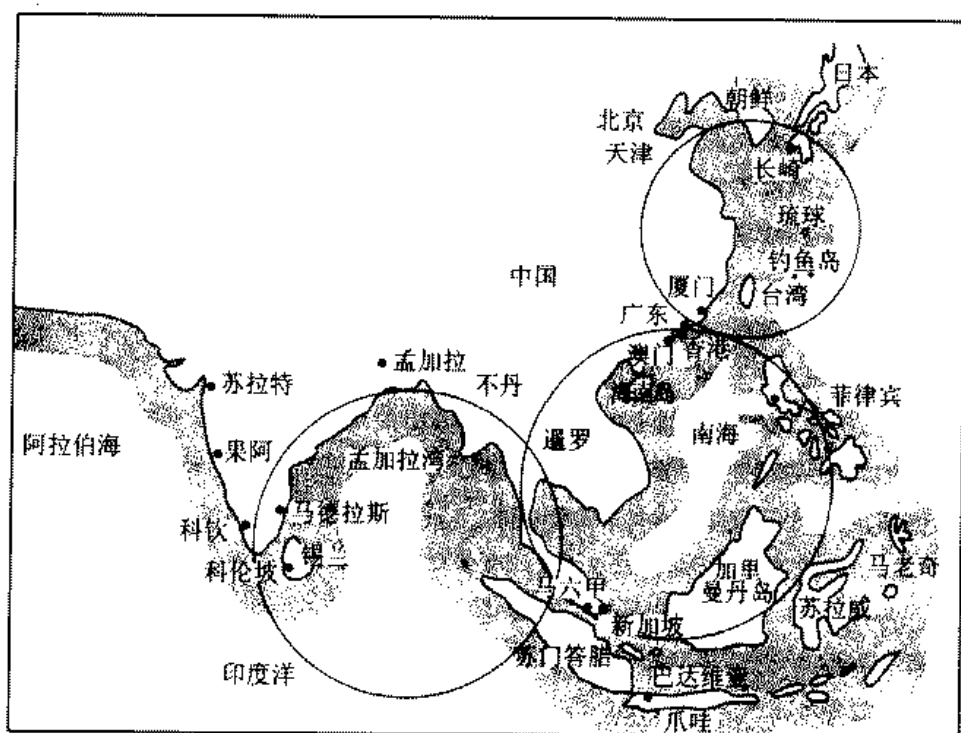 日本
朝鲜
北京
天津
长崎
琉球
钓鱼岛
中国
厦门
台湾
广东
香港
澳门
孟加拉
不丹
苏拉特
海南岛
菲律宾
阿拉伯海
果阿
孟加拉湾
暹罗
南海
马德拉斯
科钦
锡兰
科伦坡
马六甲
加里
曼丹岛
马老奇
苏拉威
新加坡
苏门答腊
印度洋
巴达维亚
爪哇